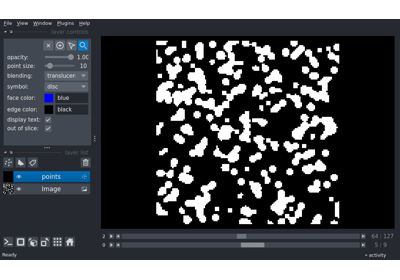 File View Window Plugins Help
layer controls
opacity: 1.00
point size: 10
blending: translucen
symbol: disc
face color: blue
edge color: black
display text:
out of slice:
layer list
points
Image
2 64 127
0 5 9
Ready activity